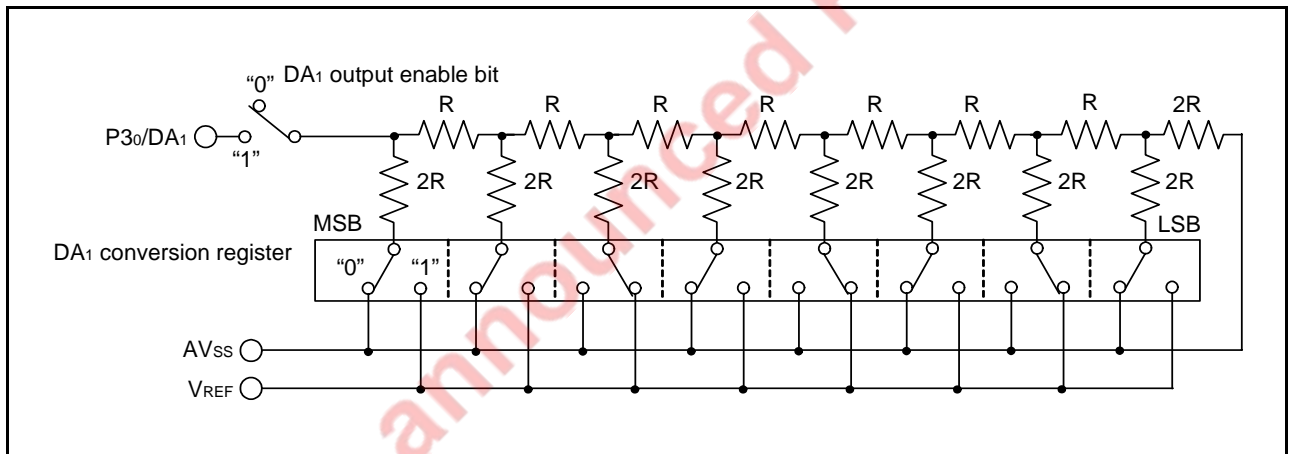 “0” DA1 output enable bit
R R R R R R R 2R
P30/DA1
“1”
2R 2R 2R 2R 2R 2R 2R 2R
MSB LSB
DA1 conversion register
“0” “1”
AVSS
VREF
announced